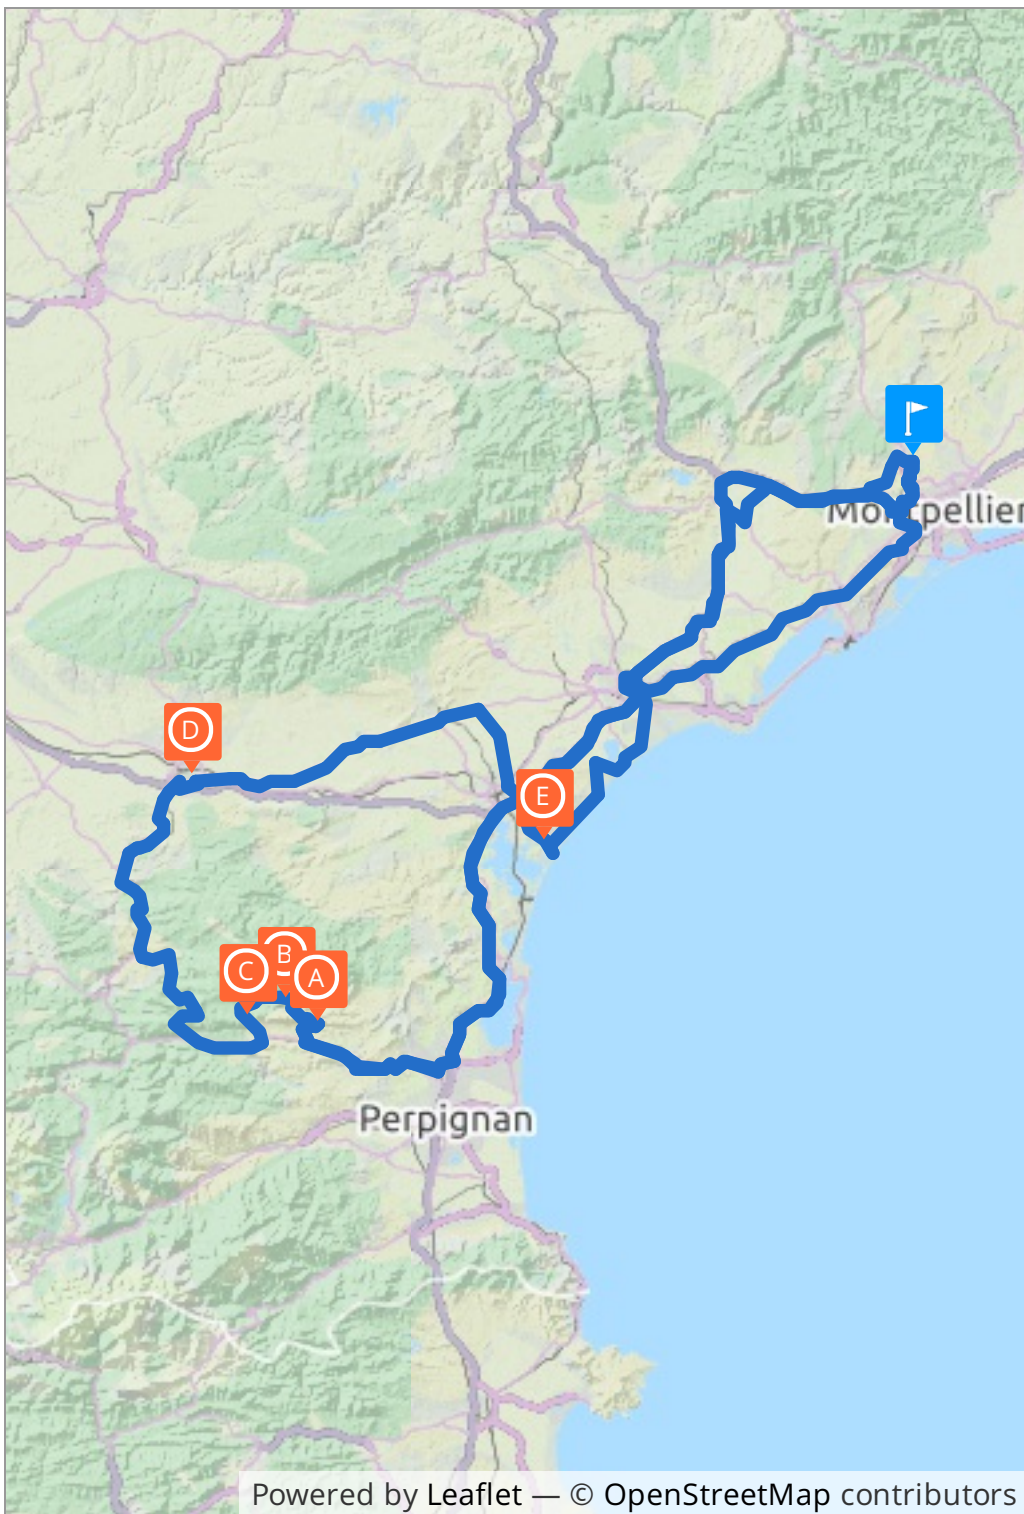 Montpellier
D
E
B
C
A
Perpignan
Powered by Leaflet — © OpenStreetMap contributors